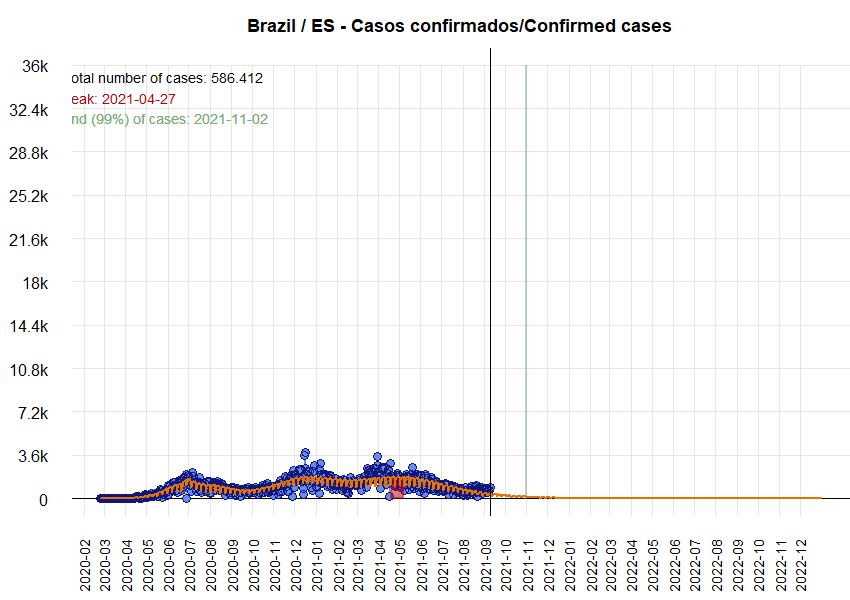 Brazil / ES - Casos confirmados/Confirmed cases
36k
32.4k
28.8k
25.2k
21.6k
18k
14.4k
10.8k
7.2k
3.6k
0
otal number of cases: 586.412
eak: 2021-04-27
nd (99%) of cases: 2021-11-02
2020-02
2020-03
2020-04
2020-05
2020-06
2020-07
2020-08
2020-09
2020-10
2020-11
2020-12
2021-01
2021-02
2021-03
2021-04
2021-05
2021-06
2021-07
2021-08
2021-09
2021-10
2021-11
2021-12
2022-01
2022-02
2022-03
2022-04
2022-05
2022-06
2022-07
2022-08
2022-09
2022-10
2022-11
2022-12